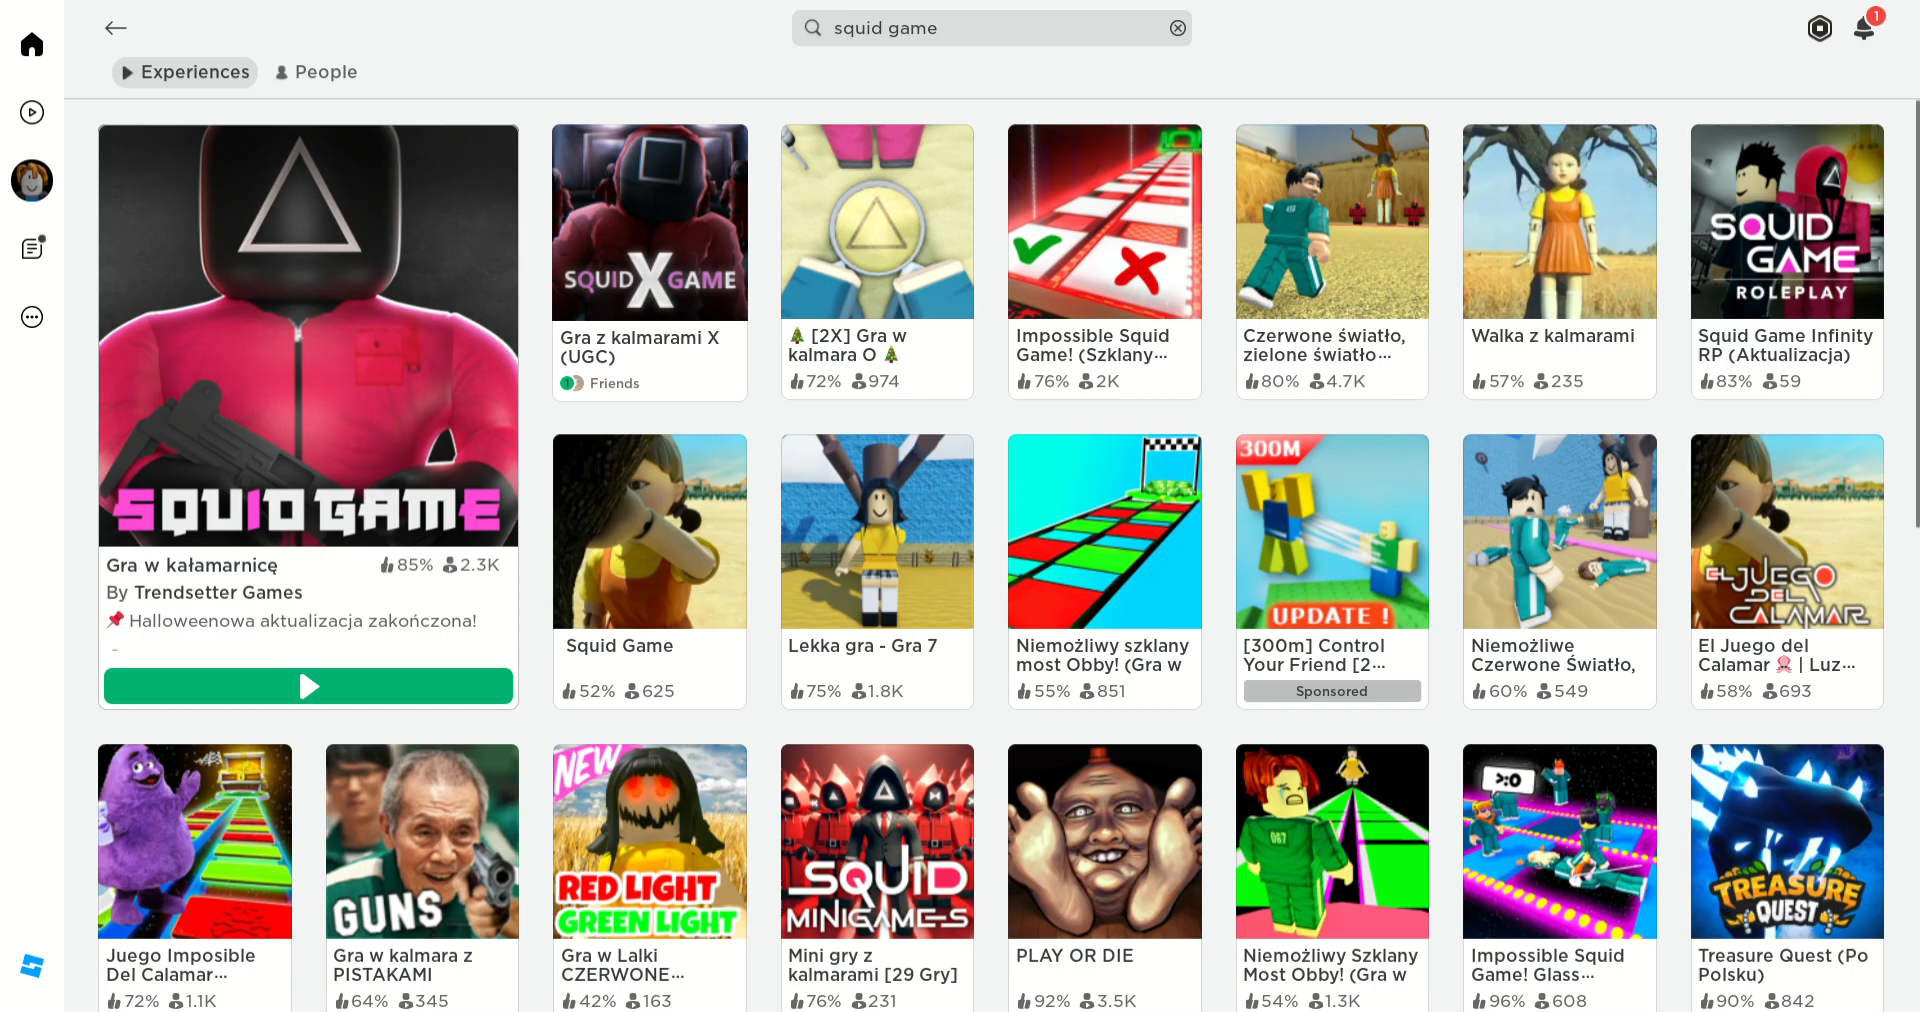 squid game
1
Experiences
People
SQUID GAME
Gra w kałamarnicę
85% 2.3K
By Trendsetter Games
📌 Halloweenowa aktualizacja zakończona!
SQUID X GAME
Gra z kalmarami X
(UGC)
1 Friends
🎄 [2X] Gra w
kalmara O 🎄
72% 974
Impossible Squid
Game! (Szklany...
76% 2K
Czerwone światło,
zielone światło...
80% 4.7K
Walka z kalmarami
57% 235
SQUID
GAME
ROLEPLAY
Squid Game Infinity
RP (Aktualizacja)
83% 59
Squid Game
52% 625
Lekka gra - Gra 7
75% 1.8K
Niemożliwy szklany
most Obby! (Gra w
55% 851
300M
UPDATE !
[300m] Control
Your Friend [2...
Sponsored
Niemożliwe
Czerwone Światło,
60% 549
EL JUEGO
DEL
CALAMAR
El Juego del
Calamar 🦑 | Luz...
58% 693
Juego Imposible
Del Calamar...
72% 1.1K
GUNS
Gra w kalmara z
PISTAKAMI
64% 345
NEW
RED LIGHT
GREEN LIGHT
Gra w Lalki
CZERWONE...
42% 163
SQUID
MINIGAMES
Mini gry z
kalmarami [29 Gry]
76% 231
PLAY OR DIE
92% 3.5K
067
Niemożliwy Szklany
Most Obby! (Gra w
54% 1.3K
>:O
Impossible Squid
Game! Glass...
96% 608
TREASURE
QUEST
Treasure Quest (Po
Polsku)
90% 842